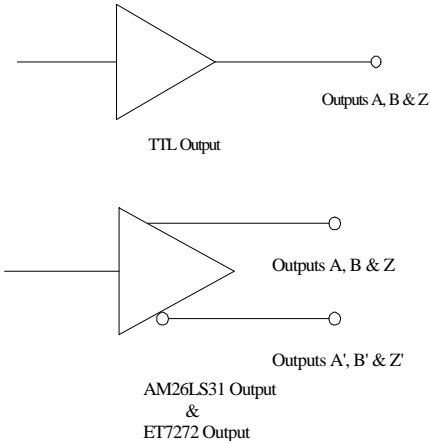 Outputs A, B & Z
TTL Output
Outputs A, B & Z
Outputs A', B' & Z'
AM26LS31 Output
&
ET7272 Output